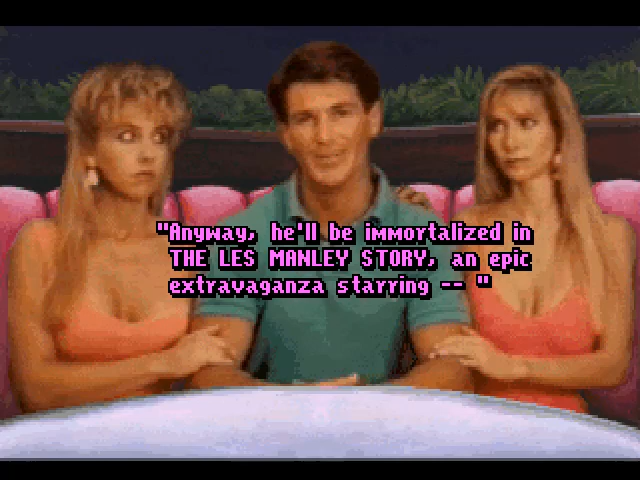 "Anyway, he'll be immortalized in
THE LES MANLEY STORY, an epic
extravaganza starring -- "